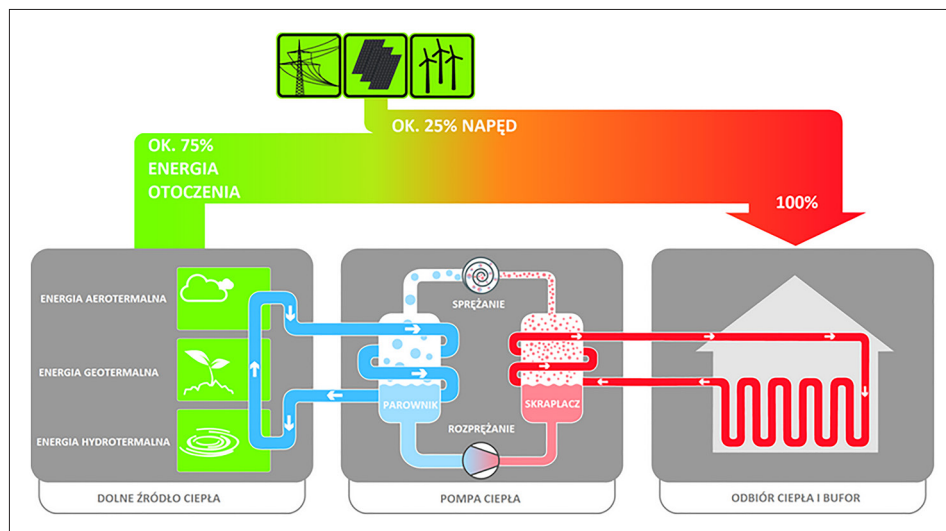 OK. 25% NAPĘD
OK. 75%
ENERGIA
OTOCZENIA
100%
ENERGIA AEROTERMALNA
ENERGIA GEOTERMALNA
ENERGIA HYDROTERMALNA
SPRĘŻANIE
PAROWNIK
SKRAPLACZ
ROZPRĘŻANIE
DOLNE ŹRÓDŁO CIEPŁA
POMPA CIEPŁA
ODBIÓR CIEPŁA I BUFOR